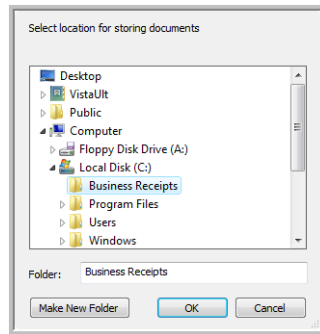 Select location for storing documents
Desktop
VistaUlt
Public
Computer
Floppy Disk Drive (A:)
Local Disk (C:)
Business Receipts
Program Files
Users
Windows
Folder: Business Receipts
Make New Folder OK Cancel